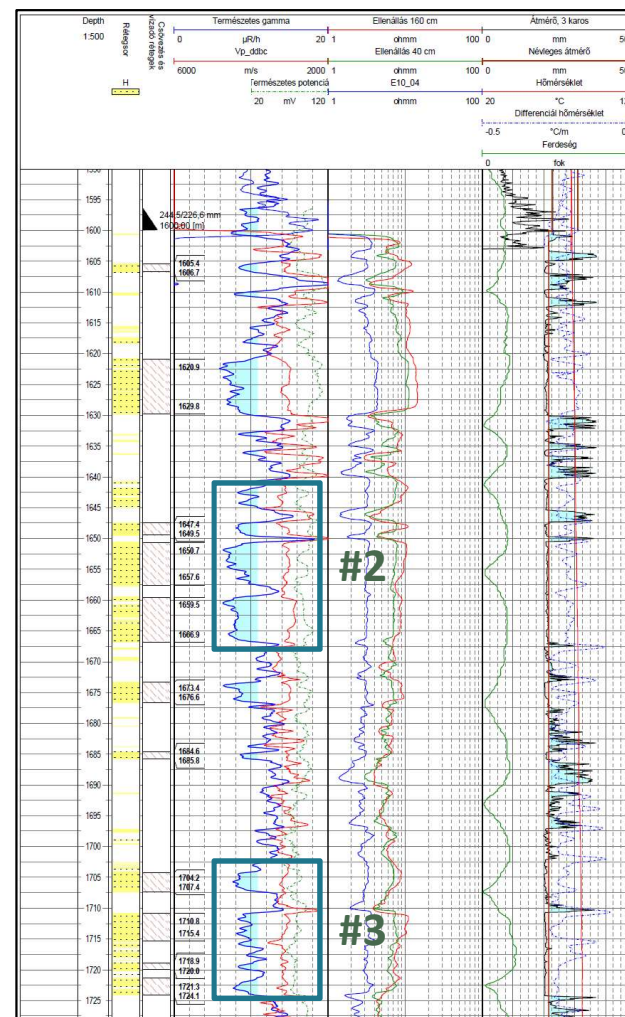 Depth
1:500
Rétegsor
H
Csövezés és
vizadó rétegek
Természetes gamma
0 µR/h 20
Vp_ddbc
6000 m/s 2000
Természetes potenciá
20 mV 120
Ellenállás 160 cm
1 ohmm 100
Ellenállás 40 cm
1 ohmm 100
E10_04
1 ohmm 100
Átmérő, 3 karos
0 mm
Névleges átmérő
0 mm
Hőmérséklet
20 °C
Differenciál hőmérséklet
-0.5 °C/m 0
Ferdeség
0 fok
1595
244,5/226,6 mm
1600
1600.00 [m]
1605
1605.4
1606.7
1610
1615
1620
1620.9
1625
1629.8
1630
1635
1640
1645
1647.4
1649.5
1650
1650.7
#2
1655
1657.6
1660
1659.5
1665
1666.9
1670
1673.4
1675
1676.6
1680
1684.6
1685
1685.8
1690
1695
1700
1704.2
1705
1707.4
1710
1710.8
#3
1715
1715.4
1718.9
1720
1720.0
1721.3
1725
1724.1